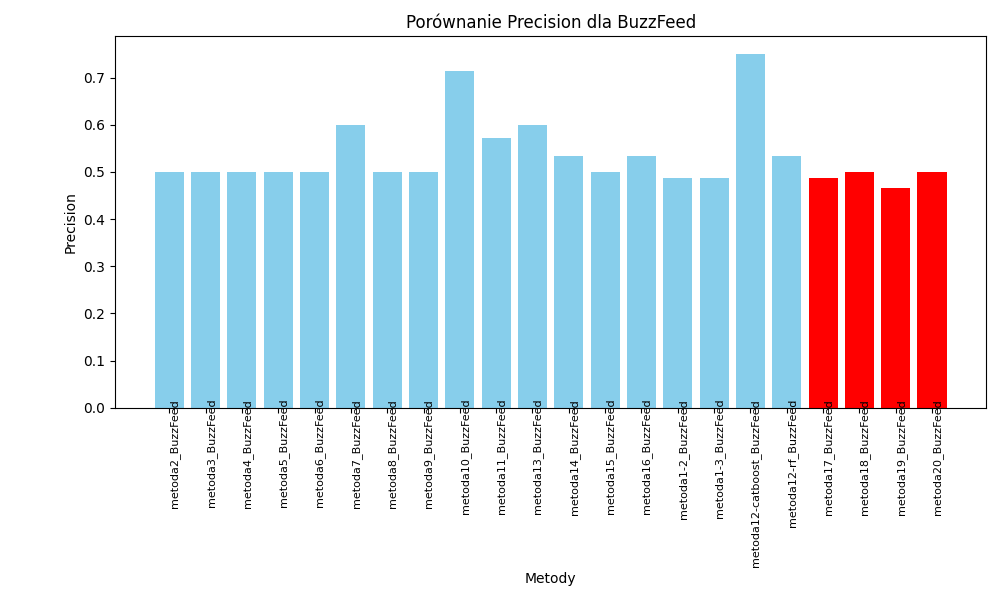 Porównanie Precision dla BuzzFeed
Precision
0.7
0.6
0.5
0.4
0.3
0.2
0.1
0.0
metoda2_BuzzFeed
metoda3_BuzzFeed
metoda4_BuzzFeed
metoda5_BuzzFeed
metoda6_BuzzFeed
metoda7_BuzzFeed
metoda8_BuzzFeed
metoda9_BuzzFeed
metoda10_BuzzFeed
metoda11_BuzzFeed
metoda13_BuzzFeed
metoda14_BuzzFeed
metoda15_BuzzFeed
metoda16_BuzzFeed
metoda1-2_BuzzFeed
metoda1-3_BuzzFeed
metoda12-catboost_BuzzFeed
metoda12-rf_BuzzFeed
metoda17_BuzzFeed
metoda18_BuzzFeed
metoda19_BuzzFeed
metoda20_BuzzFeed
Metody